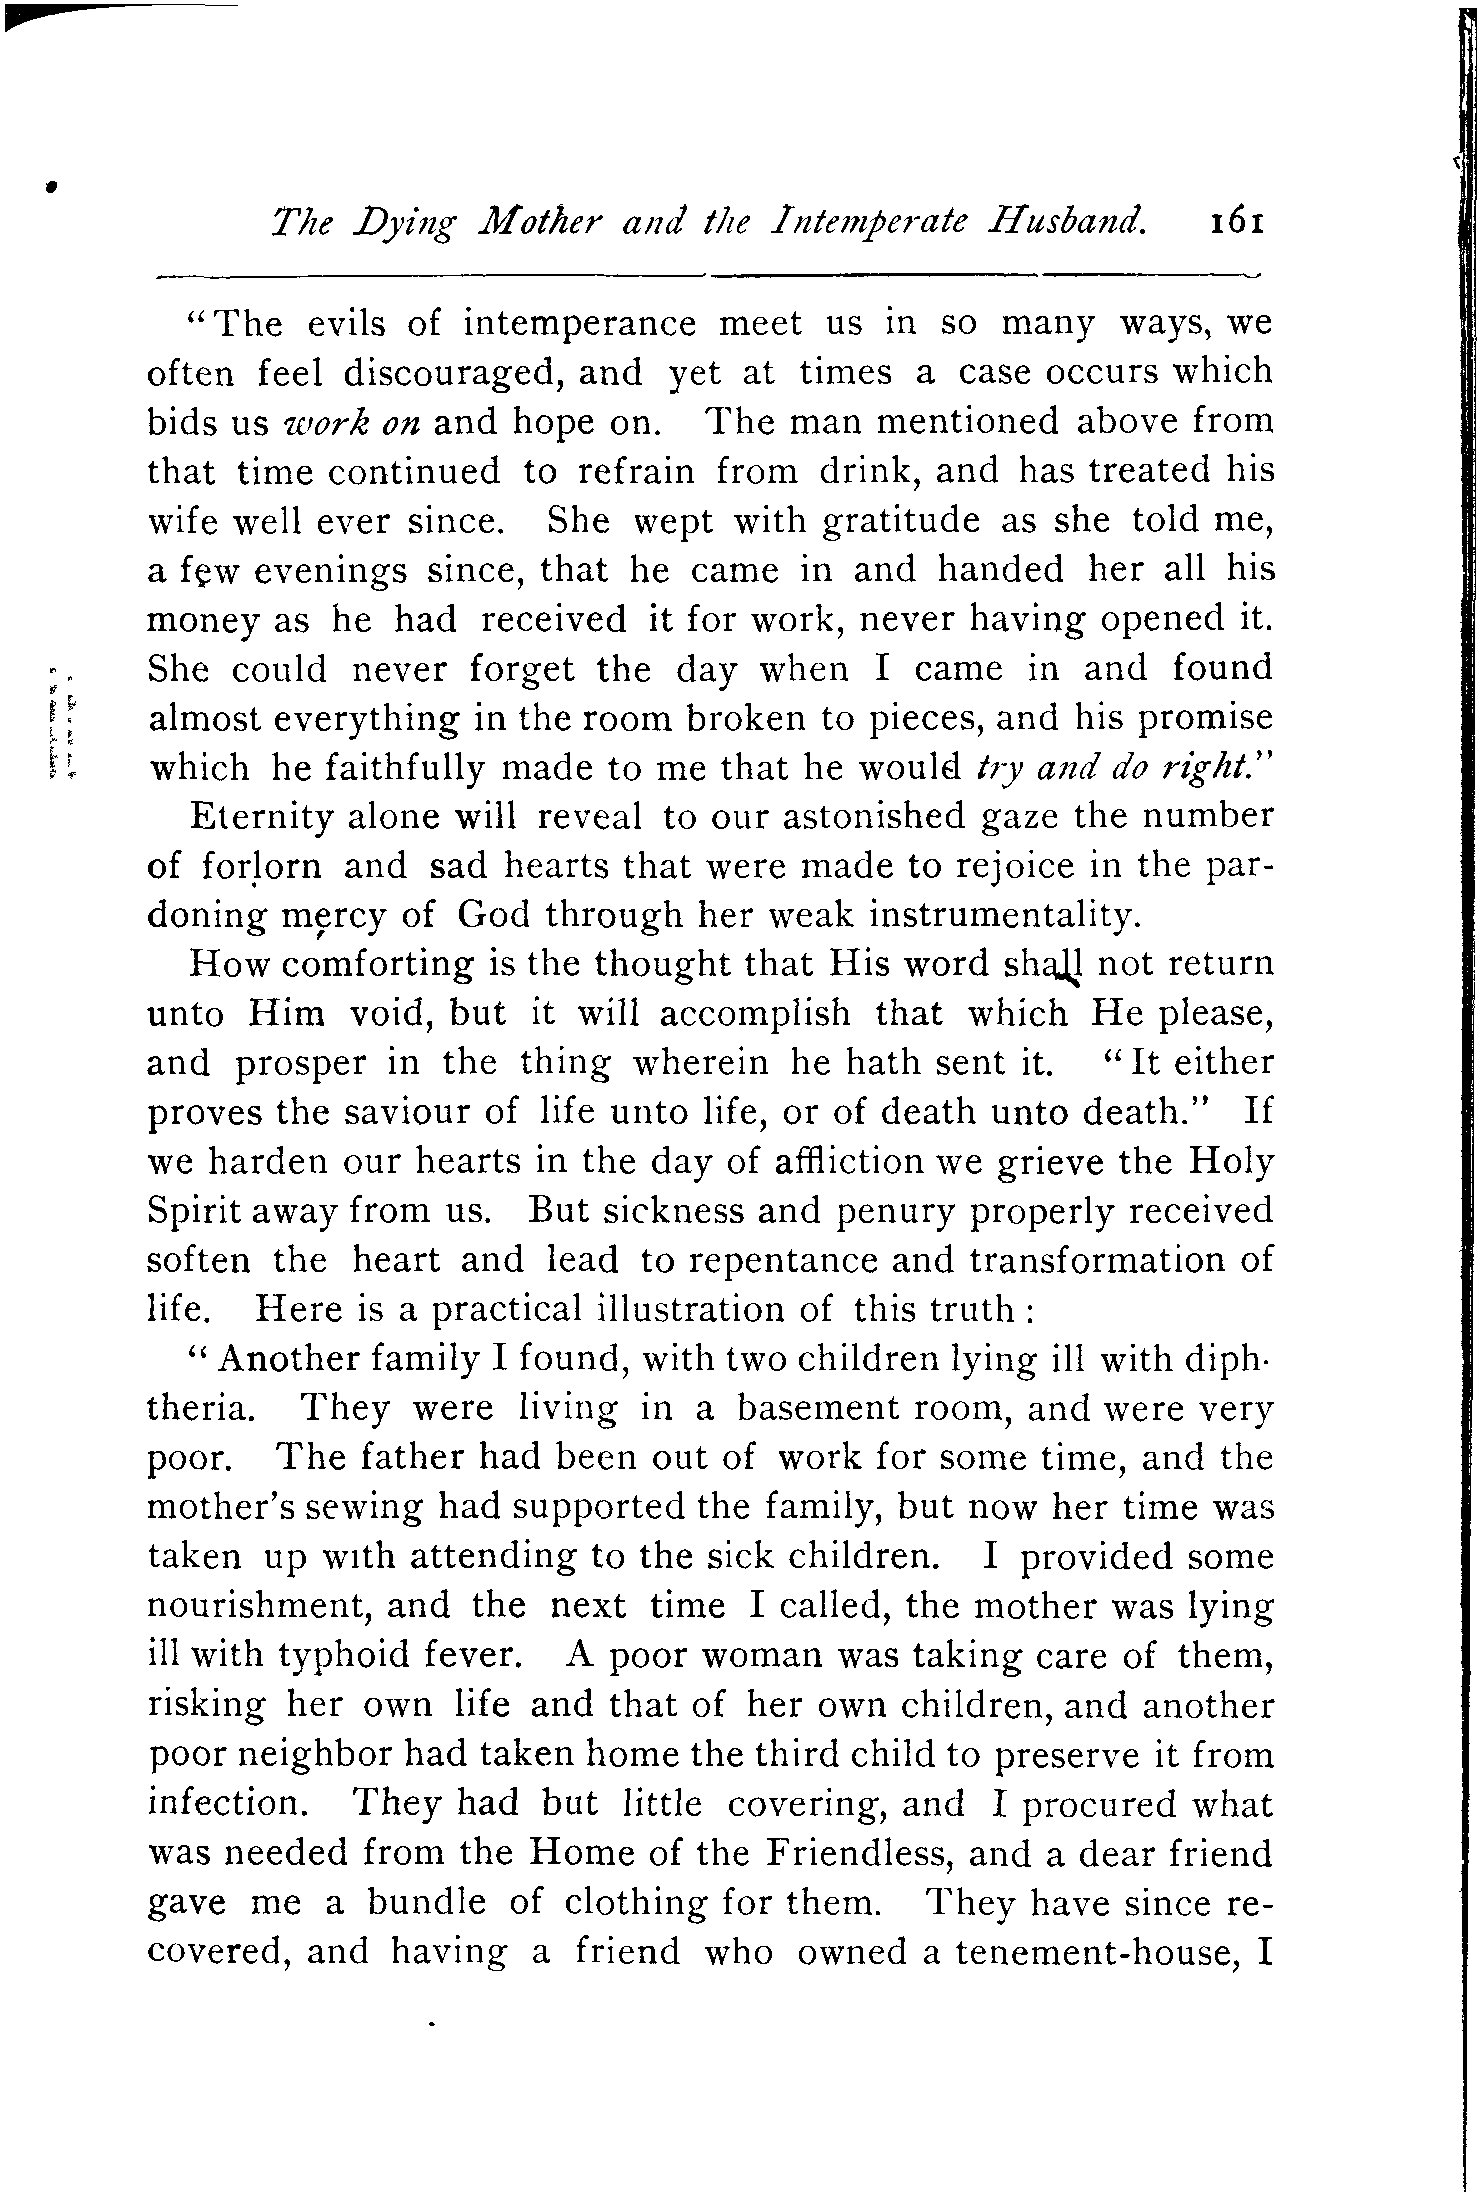 The Dying Mother and the Intemperate Husband. 161
"The evils of intemperance meet us in so many ways, we
often feel discouraged, and yet at times a case occurs which
bids us work on and hope on. The man mentioned above from
that time continued to refrain from drink, and has treated his
wife well ever since. She wept with gratitude as she told me,
a few evenings since, that he came in and handed her all his
money as he had received it for work, never having opened it.
She could never forget the day when I came in and found
almost everything in the room broken to pieces, and his promise
which he faithfully made to me that he would try and do right."
Eternity alone will reveal to our astonished gaze the number
of forlorn and sad hearts that were made to rejoice in the par-
doning mercy of God through her weak instrumentality.
How comforting is the thought that His word shall not return
unto Him void, but it will accomplish that which He please,
and prosper in the thing wherein he hath sent it. "It either
proves the saviour of life unto life, or of death unto death." If
we harden our hearts in the day of affliction we grieve the Holy
Spirit away from us. But sickness and penury properly received
soften the heart and lead to repentance and transformation of
life. Here is a practical illustration of this truth:
"Another family I found, with two children lying ill with diph-
theria. They were living in a basement room, and were very
poor. The father had been out of work for some time, and the
mother's sewing had supported the family, but now her time was
taken up with attending to the sick children. I provided some
nourishment, and the next time I called, the mother was lying
ill with typhoid fever. A poor woman was taking care of them,
risking her own life and that of her own children, and another
poor neighbor had taken home the third child to preserve it from
infection. They had but little covering, and I procured what
was needed from the Home of the Friendless, and a dear friend
gave me a bundle of clothing for them. They have since re-
covered, and having a friend who owned a tenement-house, I